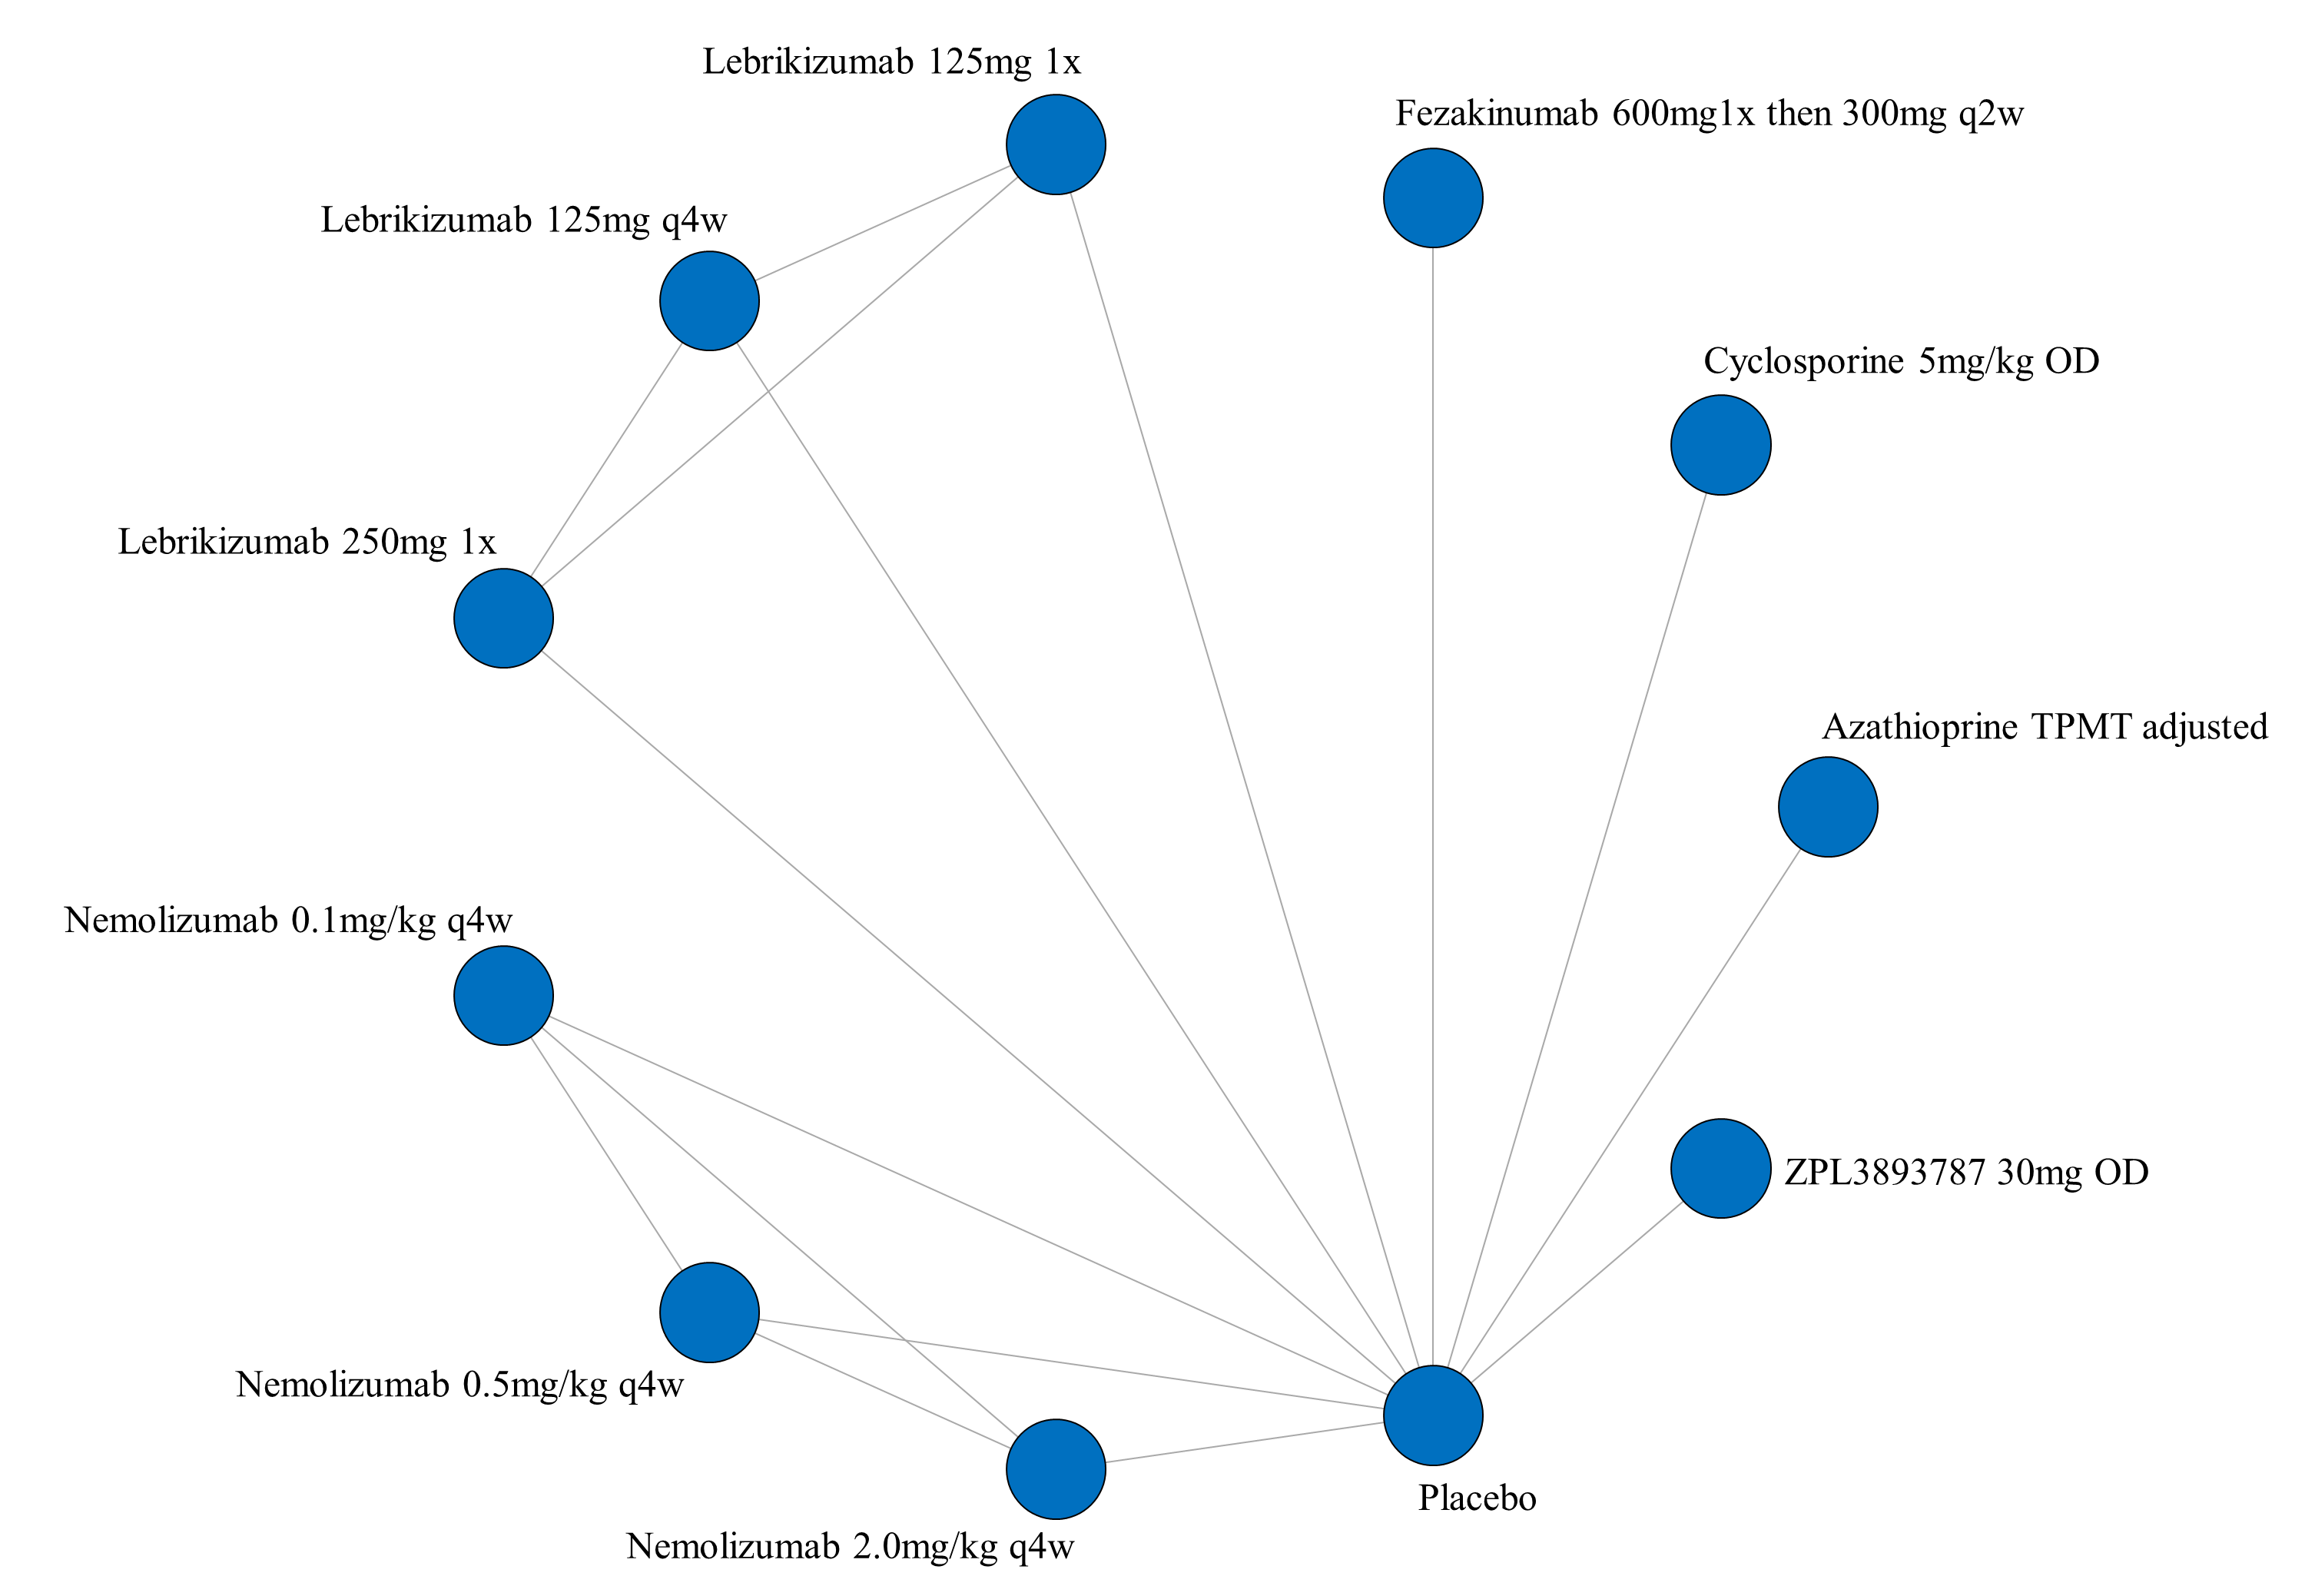 Lebrikizumab 125mg 1x
Fezakinumab 600mg1x then 300mg q2w
Lebrikizumab 125mg q4w
Cyclosporine 5mg/kg OD
Lebrikizumab 250mg 1x
Azathioprine TPMT adjusted
Nemolizumab 0.1mg/kg q4w
ZPL3893787 30mg OD
Nemolizumab 0.5mg/kg q4w
Placebo
Nemolizumab 2.0mg/kg q4w